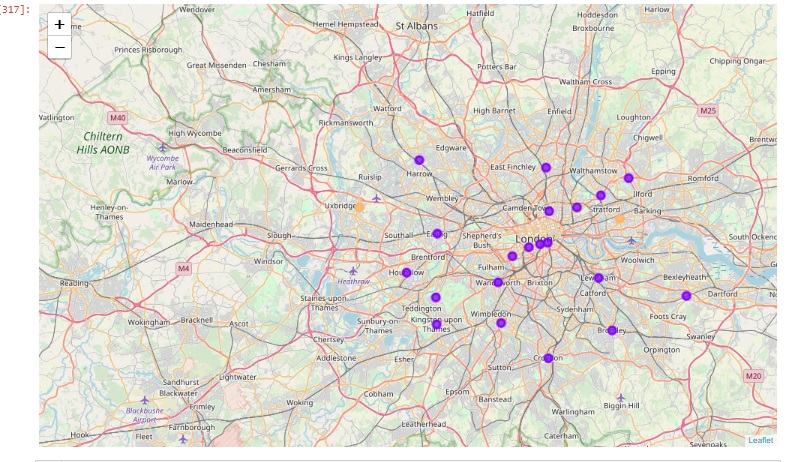 [317]:
+
−
Wendover
Hatfield
Hoddesdon
Harlow
Hemel Hempstead
St Albans
Broxbourne
Princes Risborough
Kings Langley
Chipping Ongar
Great Missenden
Chesham
Potters Bar
Epping
Amersham
Waltham Cross
Watford
High Barnet
Enfield
M25
Watlington
M40
Rickmansworth
Loughton
Chiltern
Hills AONB
High Wycombe
Chigwell
Beaconsfield
Edgware
Wycombe
Air Park
Gerrards Cross
Ruislip
Harrow
East Finchley
Walthamstow
Marlow
Romford
Ilford
Henley-on-
Thames
Uxbridge
Wembley
Camden Town
Stratford
Barking
Maidenhead
Slough
Southall
Ealing
Shepherd's
Bush
London
South Ockendon
Brentford
Windsor
Woolwich
M4
Heathrow
Hounslow
Fulham
Reading
Wandsworth
Brixton
Lewisham
Catford
Bexleyheath
Dartford
Staines-upon-
Thames
Teddington
Sydenham
Foots Cray
Wokingham
Bracknell
Ascot
Sunbury-on-
Thames
Kingston upon
Thames
Wimbledon
Bromley
Swanley
Chertsey
Orpington
Addlestone
Esher
Croydon
Sutton
M20
Sandhurst
Lightwater
Blackwater
Cobham
Epsom
Banstead
Biggin Hill
Blackbushe
Airport
Frimley
Woking
Warlingham
Farnborough
Leatherhead
Hook
Fleet
Caterham
Sevenoaks
Leaflet